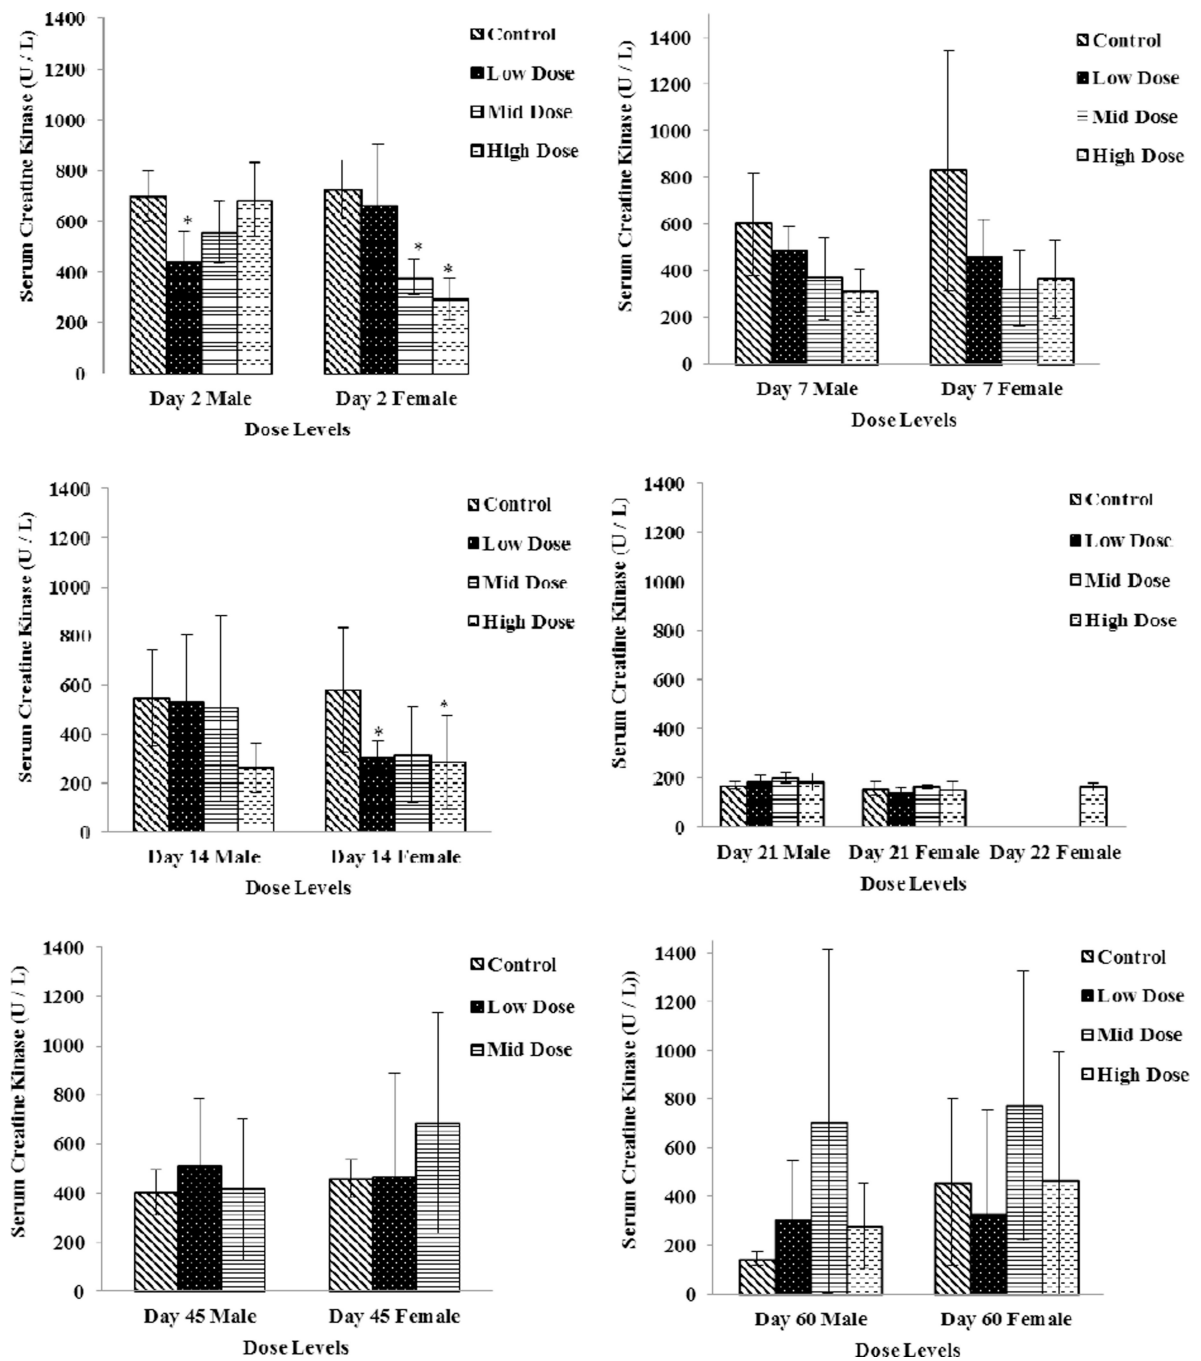 Serum Creatine Kinase (U / L)
1400
1200
1000
800
600
400
200
0
Control
Low Dose
Mid Dose
High Dose
*
*
*
Day 2 Male
Day 2 Female
Dose Levels
Serum Creatine Kinase (U / L)
1400
1200
1000
800
600
400
200
0
Control
Low Dose
Mid Dose
High Dose
Day 7 Male
Day 7 Female
Dose Levels
Serum Creatine Kinase (U / L)
1400
1200
1000
800
600
400
200
0
Control
Low Dose
Mid Dose
High Dose
*
*
Day 14 Male
Day 14 Female
Dose Levels
Serum Creatine Kinase (U / L)
1400
1200
1000
800
600
400
200
0
Control
Low Dose
Mid Dose
High Dose
Day 21 Male
Day 21 Female
Day 22 Female
Dose Levels
Serum Creatine Kinase (U / L)
1400
1200
1000
800
600
400
200
0
Control
Low Dose
Mid Dose
Day 45 Male
Day 45 Female
Dose Levels
Serum Creatine Kinase (U / L))
1400
1200
1000
800
600
400
200
0
Control
Low Dose
Mid Dose
High Dose
Day 60 Male
Day 60 Female
Dose Levels